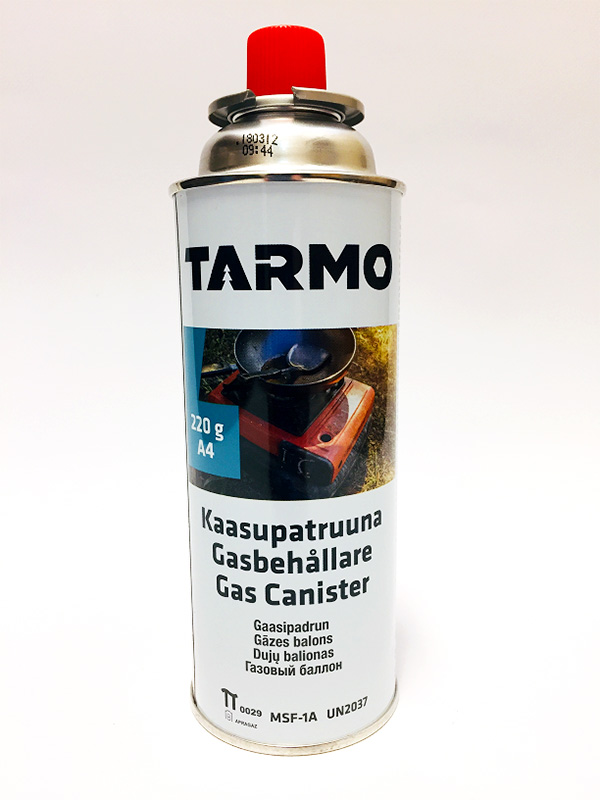 .180312
09:44
TARMO
220 g
A4
Kaasupatruuna
Gasbehållare
Gas Canister
Gaasipadrun
Gāzes balons
Dujų balionas
Газовый баллон
0029 MSF-1A UN2037
APRAGAZ